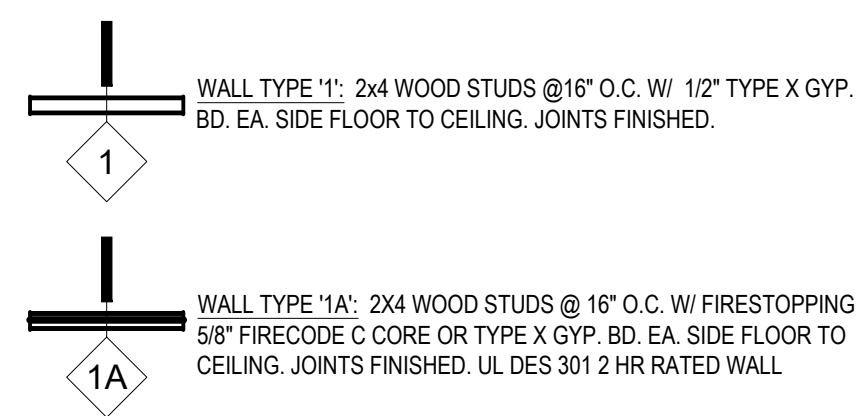 WALL TYPE '1': 2x4 WOOD STUDS @16" O.C. W/ 1/2" TYPE X GYP.
BD. EA. SIDE FLOOR TO CEILING. JOINTS FINISHED.
1
WALL TYPE '1A': 2X4 WOOD STUDS @ 16" O.C. W/ FIRESTOPPING
5/8" FIRECODE C CORE OR TYPE X GYP. BD. EA. SIDE FLOOR TO
CEILING. JOINTS FINISHED. UL DES 301 2 HR RATED WALL
1A